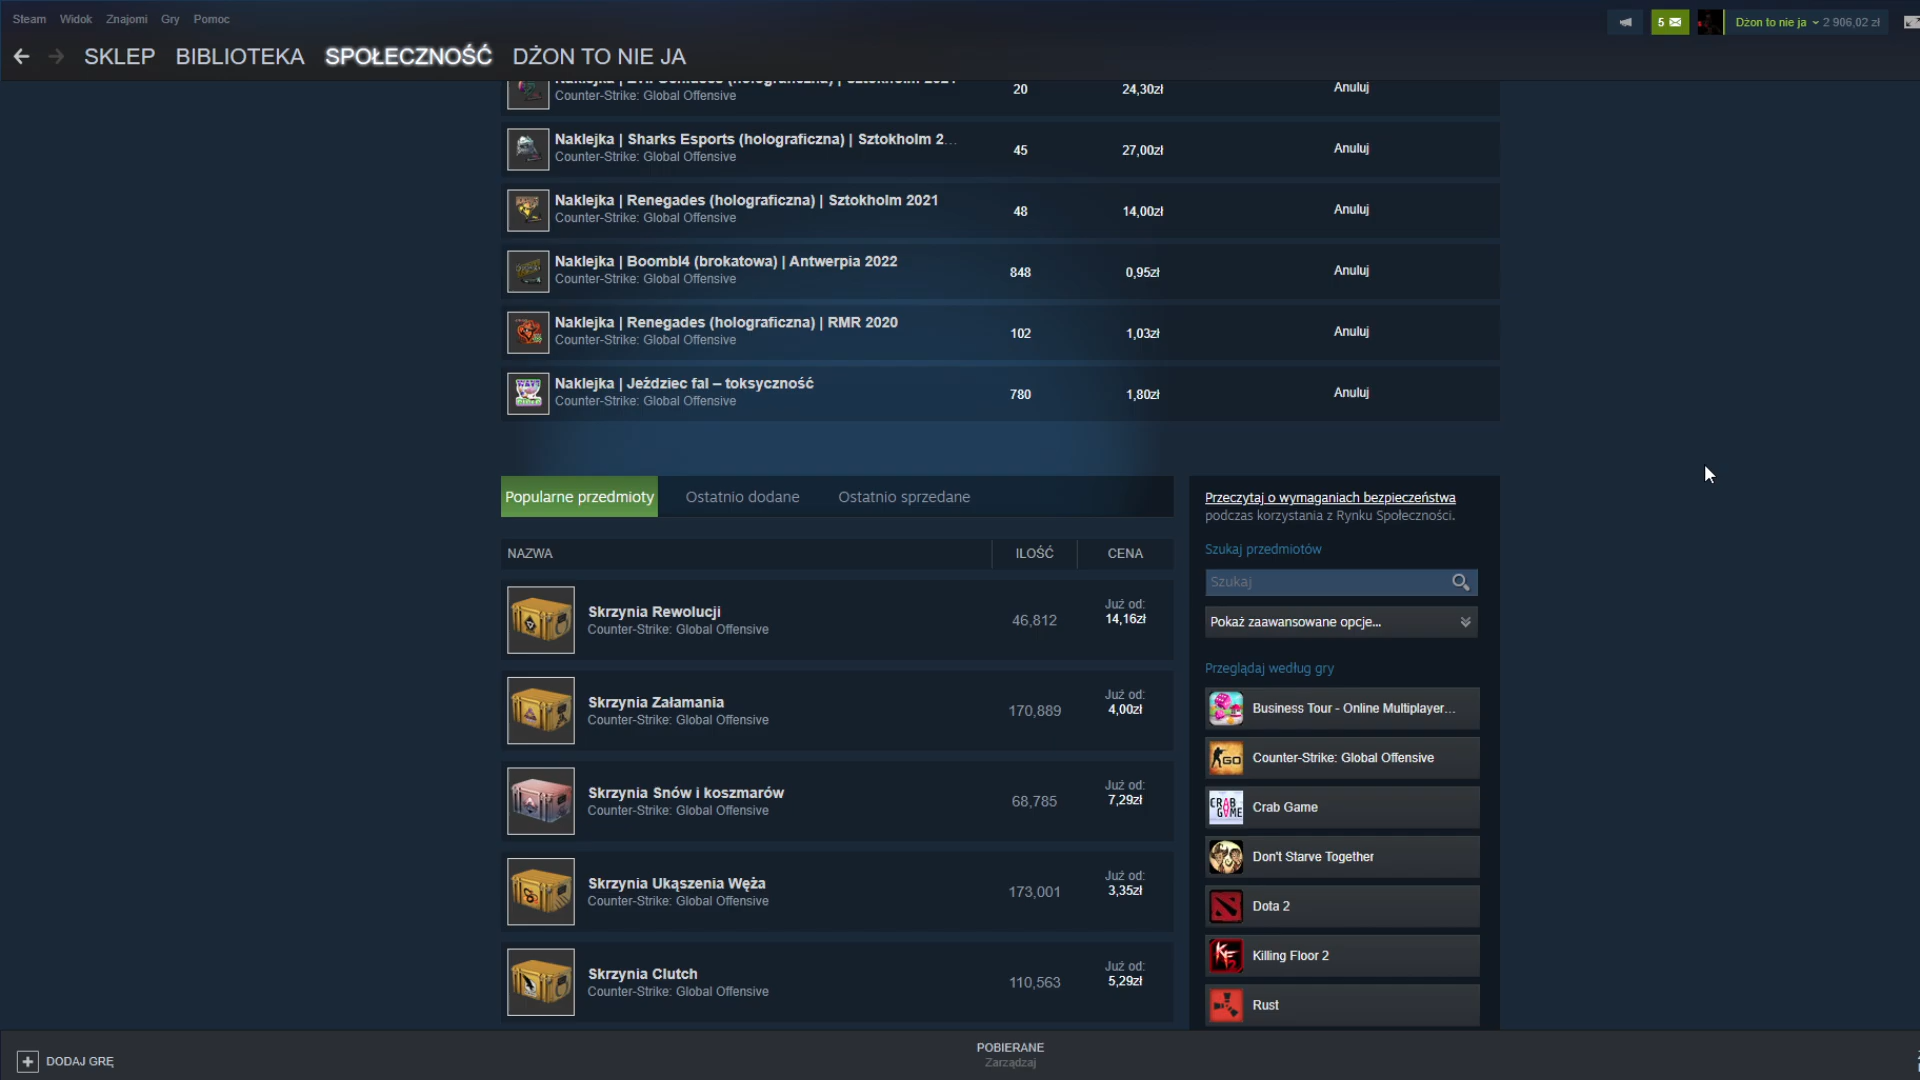 Steam Widok Znajomi Gry Pomoc
5 Dżon to nie ja 2 906,02 zł
SKLEP BIBLIOTEKA SPOŁECZNOŚĆ DŻON TO NIE JA
20 24,30zł Anuluj
Counter-Strike: Global Offensive
Naklejka | Sharks Esports (holograficzna) | Sztokholm 2...
Counter-Strike: Global Offensive
45 27,00zł Anuluj
Naklejka | Renegades (holograficzna) | Sztokholm 2021
Counter-Strike: Global Offensive
48 14,00zł Anuluj
Naklejka | Boombl4 (brokatowa) | Antwerpia 2022
Counter-Strike: Global Offensive
848 0,95zł Anuluj
Naklejka | Renegades (holograficzna) | RMR 2020
Counter-Strike: Global Offensive
102 1,03zł Anuluj
Naklejka | Jeździec fal – toksyczność
Counter-Strike: Global Offensive
780 1,80zł Anuluj
Popularne przedmioty Ostatnio dodane Ostatnio sprzedane
NAZWA ILOŚĆ CENA
Skrzynia Rewolucji
Counter-Strike: Global Offensive
46,812
Już od:
14,16zł
Skrzynia Załamania
Counter-Strike: Global Offensive
170,889
Już od:
4,00zł
Skrzynia Snów i koszmarów
Counter-Strike: Global Offensive
68,785
Już od:
7,29zł
Skrzynia Ukąszenia Węża
Counter-Strike: Global Offensive
173,001
Już od:
3,35zł
Skrzynia Clutch
Counter-Strike: Global Offensive
110,563
Już od:
5,29zł
Przeczytaj o wymaganiach bezpieczeństwa
podczas korzystania z Rynku Społeczności.
Szukaj przedmiotów
Szukaj
Pokaż zaawansowane opcje...
Przeglądaj według gry
Business Tour - Online Multiplayer...
GO Counter-Strike: Global Offensive
CRAB GAME Crab Game
Don't Starve Together
Dota 2
KF2 Killing Floor 2
Rust
DODAJ GRĘ
POBIERANE
Zarządzaj